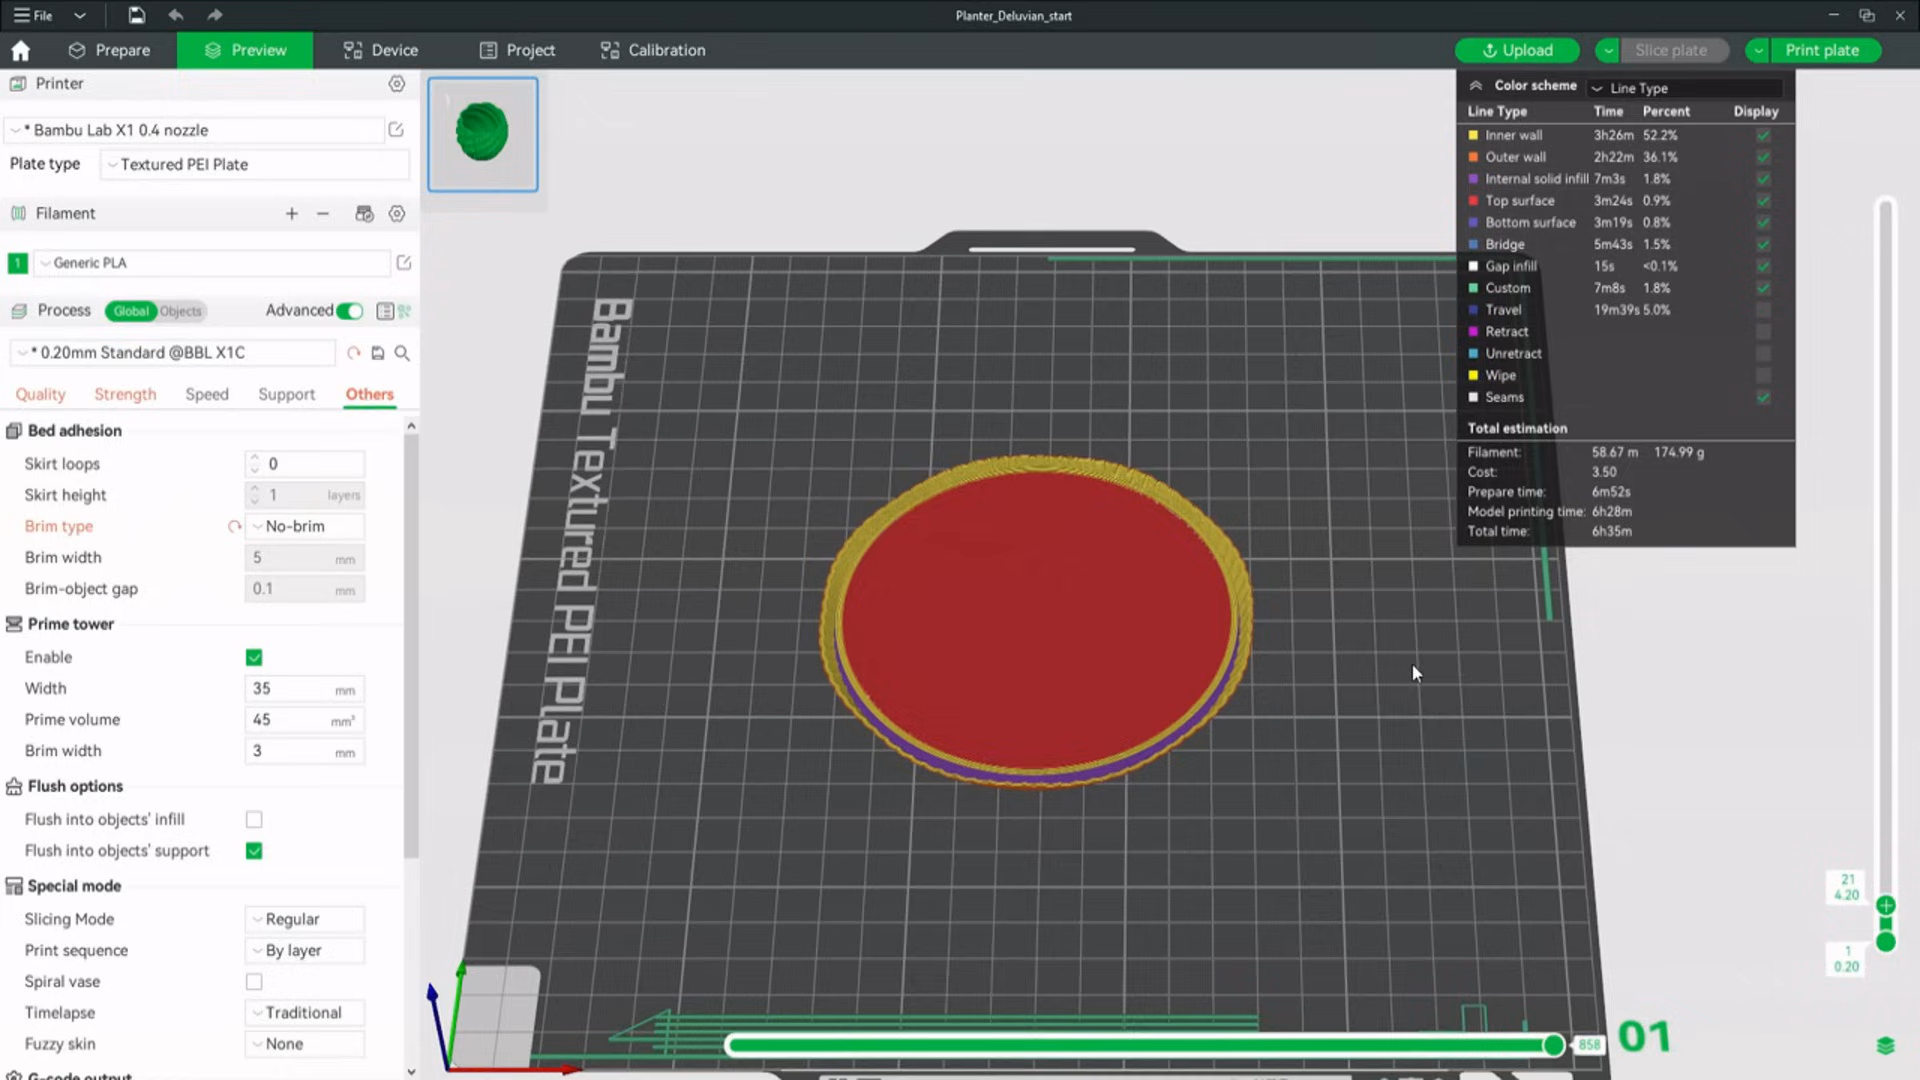 File
Planter_Deluvian_start
Prepare
Preview
Device
Project
Calibration
Upload
Slice plate
Print plate
Printer
* Bambu Lab X1 0.4 nozzle
Plate type
Textured PEI Plate
Filament
1
Generic PLA
Process
Global
Objects
Advanced
* 0.20mm Standard @BBL X1C
Quality
Strength
Speed
Support
Others
Bed adhesion
Skirt loops
0
Skirt height
1 layers
Brim type
No-brim
Brim width
5 mm
Brim-object gap
0.1 mm
Prime tower
Enable
Width
35 mm
Prime volume
45 mm³
Brim width
3 mm
Flush options
Flush into objects' infill
Flush into objects' support
Special mode
Slicing Mode
Regular
Print sequence
By layer
Spiral vase
Timelapse
Traditional
Fuzzy skin
None
G-code output
Bambu Textured PEI Plate
Color scheme
Line Type
Line Type Time Percent Display
Inner wall 3h26m 52.2%
Outer wall 2h22m 36.1%
Internal solid infill 7m3s 1.8%
Top surface 3m24s 0.9%
Bottom surface 3m19s 0.8%
Bridge 5m43s 1.5%
Gap infill 15s <0.1%
Custom 7m8s 1.8%
Travel 19m39s 5.0%
Retract
Unretract
Wipe
Seams
Total estimation
Filament: 58.67 m 174.99 g
Cost: 3.50
Prepare time: 6m52s
Model printing time: 6h28m
Total time: 6h35m
21
4.20
1
0.20
858
01